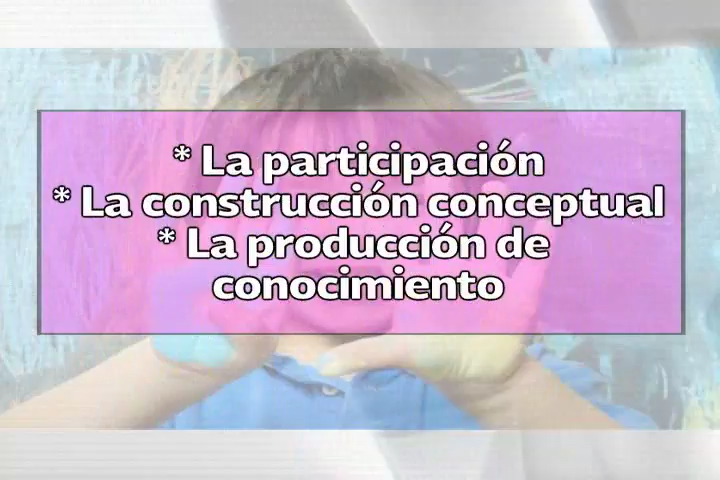 * La participación
* La construcción conceptual
* La producción de
conocimiento